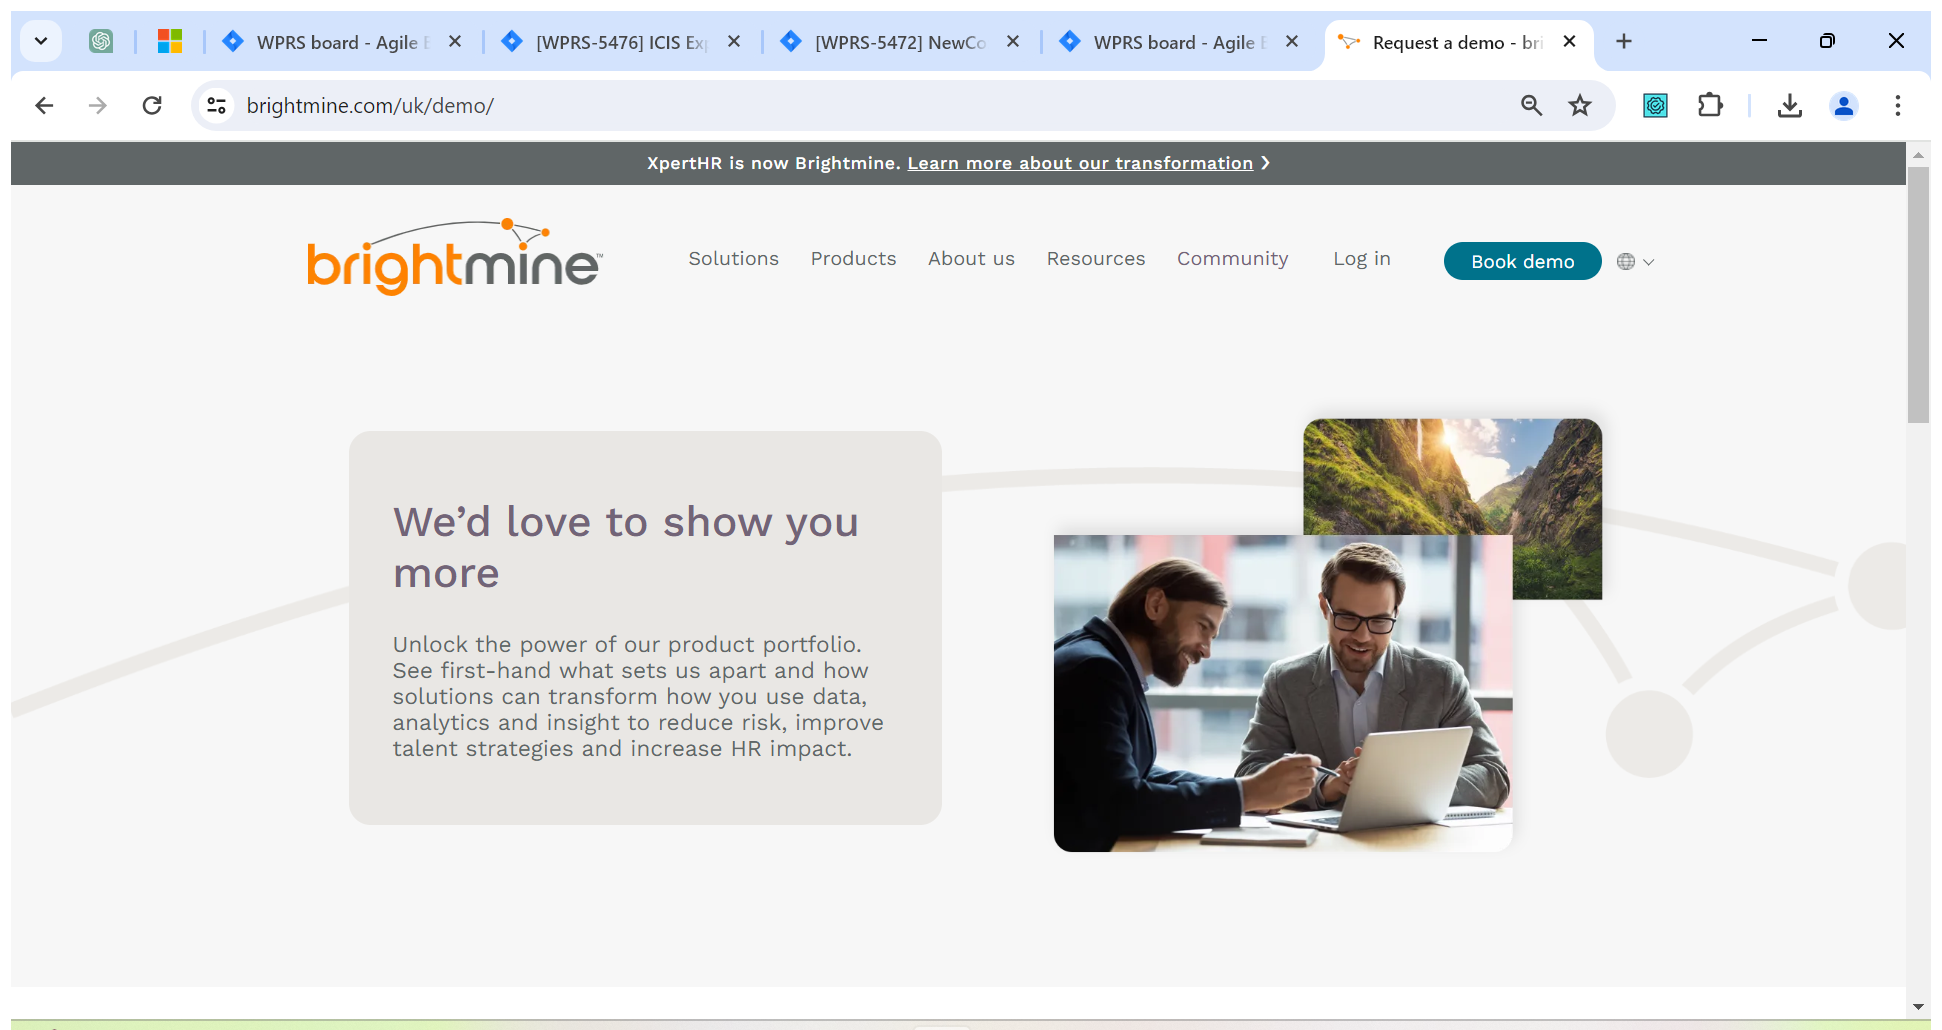 WPRS board - Agile
[WPRS-5476] ICIS
[WPRS-5472] NewCo
WPRS board - Agile
Request a demo - bri
brightmine.com/uk/demo/
XpertHR is now Brightmine. Learn more about our transformation ❯
brightmine™
Solutions Products About us Resources Community Log in Book demo
We’d love to show you
more
Unlock the power of our product portfolio.
See first-hand what sets us apart and how
solutions can transform how you use data,
analytics and insight to reduce risk, improve
talent strategies and increase HR impact.